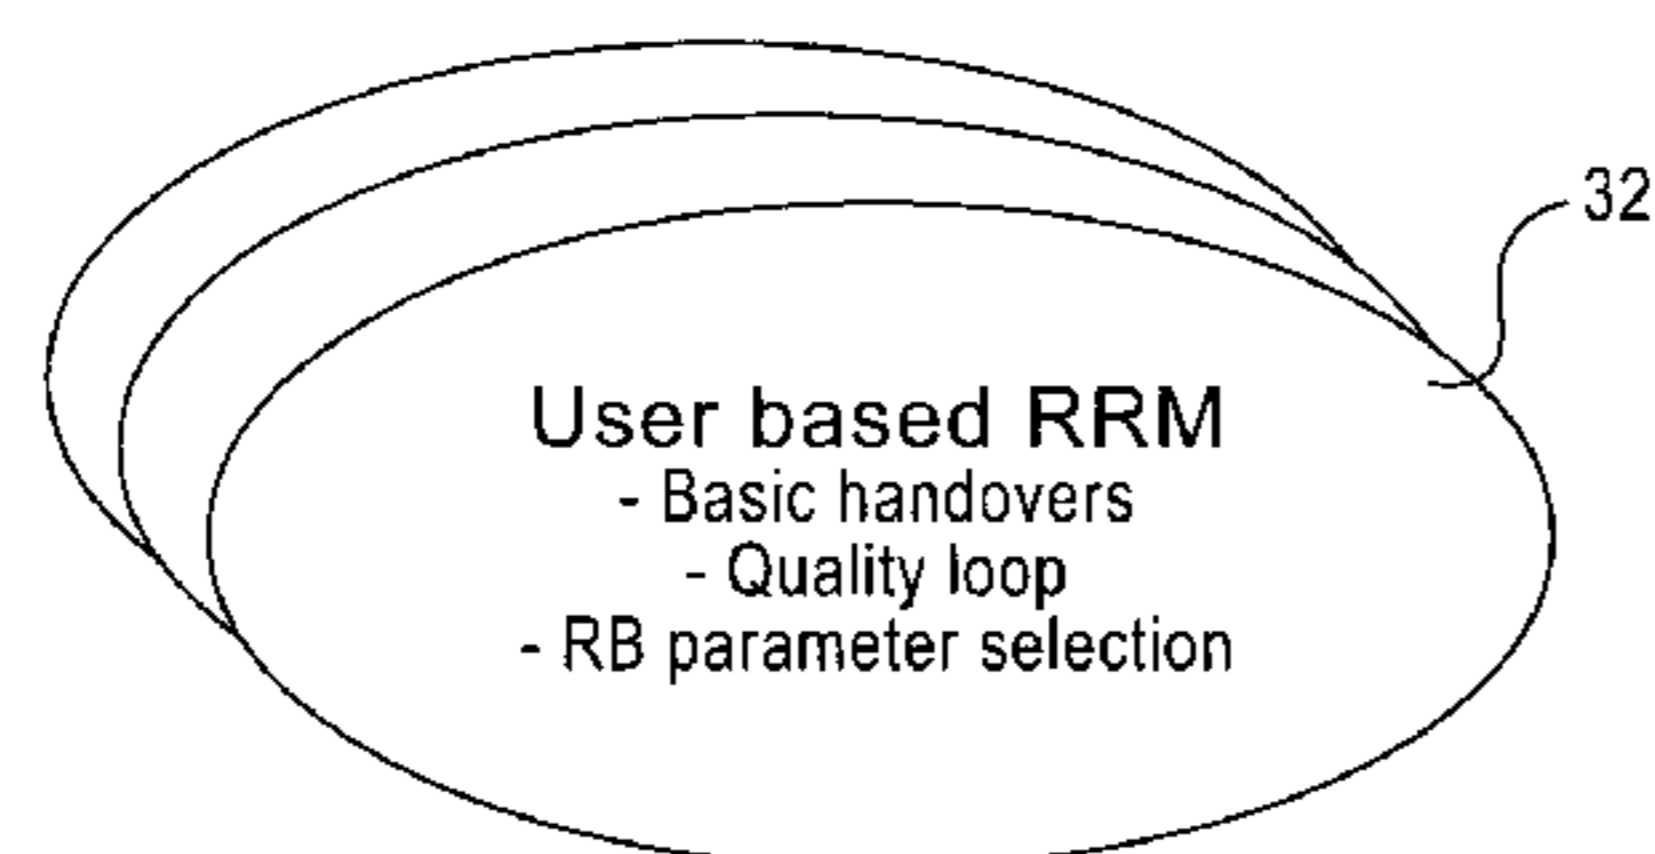 32
User based RRM
- Basic handovers
- Quality loop
- RB parameter selection